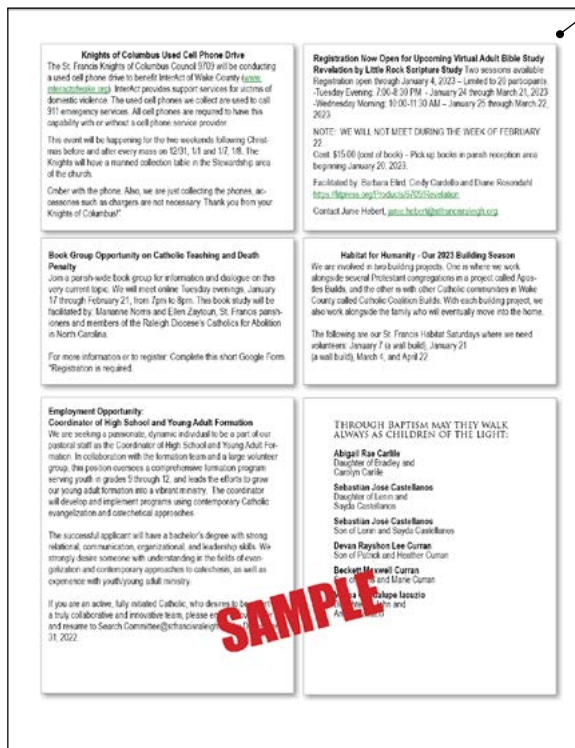 Knights of Columbus Used Cell Phone Drive
The St. Francis Knights of Columbus Council 9709 will be conducting
a used cell phone drive to benefit InterAct of Wake County (www.
interactofwake.org). InterAct provides support services for victims of
domestic violence. The used cell phones we collect are used to call
911 emergency services. All cell phones are required to have this
capability with or without a cell phone service provider.
This event will be happening for the two weekends following Christ-
mas before and after every mass on 12/31, 1/1 and 1/7, 1/8. The
Knights will have a manned collection table in the Stewardship area
of the church.
with the phone. Also, we are just collecting the phones, ac-
cessories such as chargers are not necessary. Thank you from your
Knights of Columbus!"
Registration Now Open for Upcoming Virtual Adult Bible Study
Revelation by Little Rock Scripture Study Two sessions available
Registration open through January 4, 2023 – Limited to 20 participants.
-Tuesday Evening: 7:00-8:30 PM - January 24 through March 21, 2023
-Wednesday Morning: 10:00-11:30 AM – January 25 through March 22,
2023
NOTE: WE WILL NOT MEET DURING THE WEEK OF FEBRUARY
22.
Cost: $15.00 (cost of book) – Pick up books in parish reception area
beginning January 20, 2023.
Facilitated by: Barbara Cindy Cardello and Diane Rosendahl
Contact Jane Hebert, jane.hebert@stfrancisraleigh.org
Book Group Opportunity on Catholic Teaching and Death
Penalty
Join a parish-wide book group for information and dialogue on this
very current topic. We will meet online Tuesday evenings, January
17 through February 21, from 7pm to 8pm. This book study will be
facilitated by: Marianne Norris and Ellen Zaytoun, St. Francis parish-
ioners and members of the Raleigh Diocese's Catholics for Abolition
in North Carolina.
For more information or to register: Complete this short Google Form.
*Registration is required.
Habitat for Humanity - Our 2023 Building Season
We are involved in two building projects. One is where we work
alongside several Protestant congregations in a project called Apos-
tles Builds, and the other is with other Catholic communities in Wake
County called Catholic Coalition Builds. With each building project, we
also work alongside the family who will eventually move into the home.
The following are our St. Francis Habitat Saturdays where we need
volunteers: January 7 (a wall build), January 21
(a wall build), March 4, and April 22
Employment Opportunity:
Coordinator of High School and Young Adult Formation
We are seeking a passionate, dynamic individual to be a part of our
pastoral staff as the Coordinator of High School and Young Adult For-
mation. In collaboration with the formation team and a large volunteer
group, this position oversees a comprehensive formation program
serving youth in grades 9 through 12, and leads the efforts to grow
our young adult formation into a vibrant ministry. The coordinator
will develop and implement programs using contemporary Catholic
evangelization and catechetical approaches.
The successful applicant will have a bachelor's degree with strong
relational, communication, organizational, and leadership skills. We
strongly desire someone with understanding in the fields of evan-
gelization and contemporary approaches to catechesis, as well as
experience with youth/young adult ministry.
If you are an active, fully initiated Catholic, who desires to be
a truly collaborative and innovative team, please
and resume to Search Committee@stfrancisraleigh
31, 2022.
THROUGH BAPTISM MAY THEY WALK
ALWAYS AS CHILDREN OF THE LIGHT:
Abigail Rae Carlile
Daughter of Bradley and
Carolyn Carlile
Sebastian José Castellanos
Daughter of Lenin and
Sayda Castellanos
Sebastian José Castellanos
Son of Lenin and Sayda Castellanos
Devan Rayshon Lee Curran
Son of Patrick and Heather Curran
Beckett Maxwell Curran
Son of and Marie Curran
Iaouzio
John and
SAMPLE